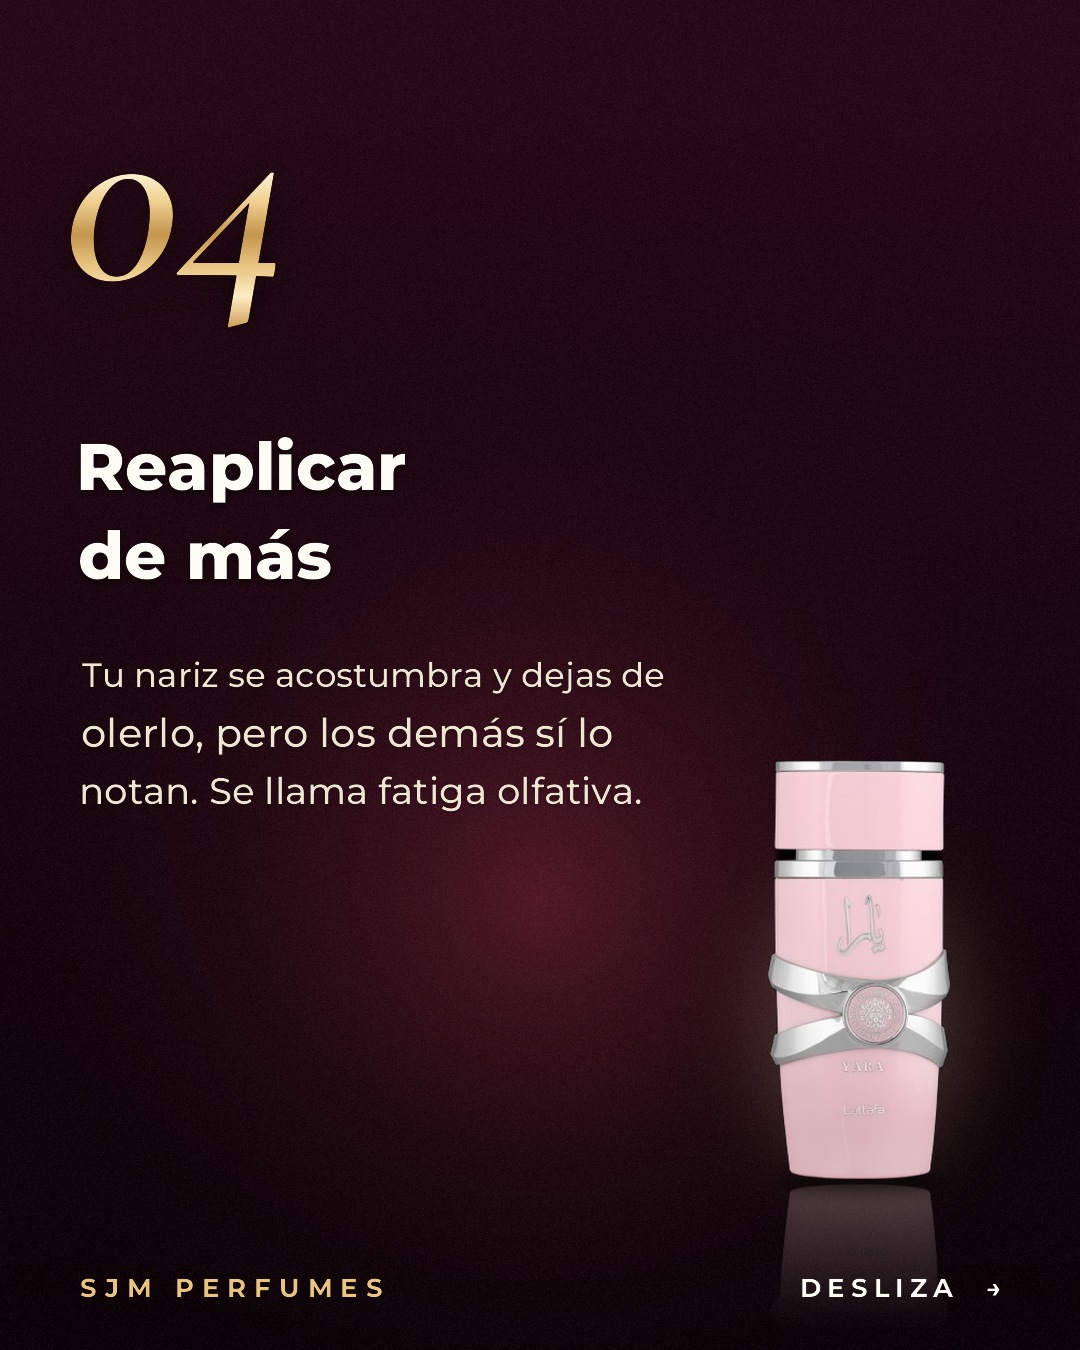 04
Reaplicar
de más
Tu nariz se acostumbra y dejas de
olerlo, pero los demás sí lo
notan. Se llama fatiga olfativa.
يارا
YARA
Lattafa
SJM PERFUMES
DESLIZA →